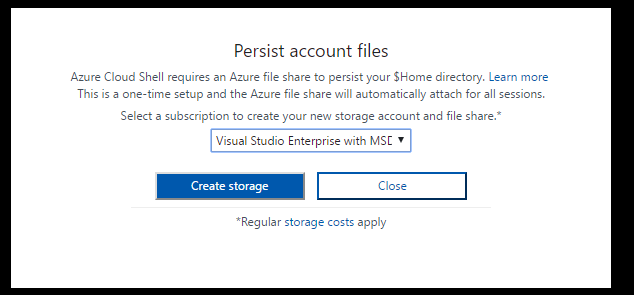 Persist account files
Azure Cloud Shell requires an Azure file share to persist your $Home directory. Learn more
This is a one-time setup and the Azure file share will automatically attach for all sessions.
Select a subscription to create your new storage account and file share.*
Visual Studio Enterprise with MSD
Create storage
Close
*Regular storage costs apply